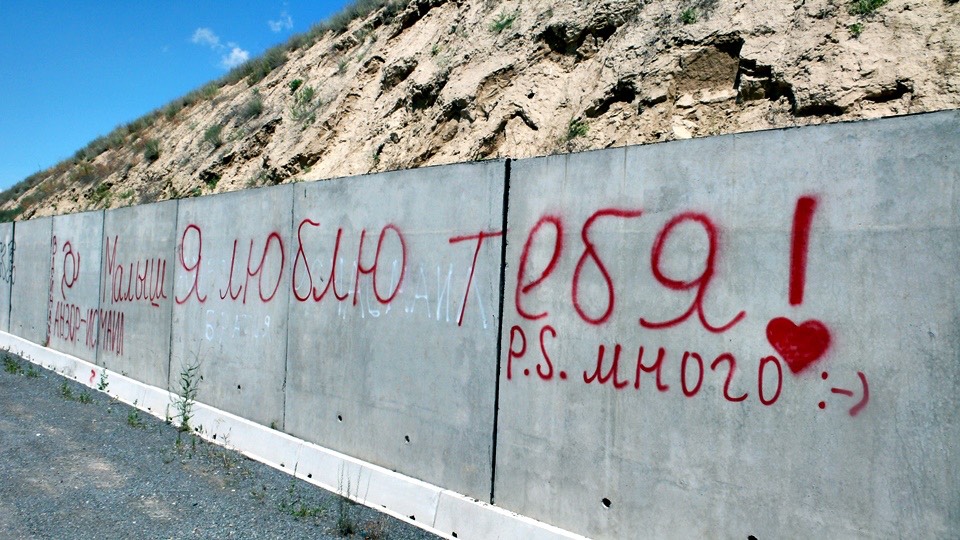 Малыш Я люблю тебя!
P.S. много :-)
АНЗОР-ИСМАИЛ